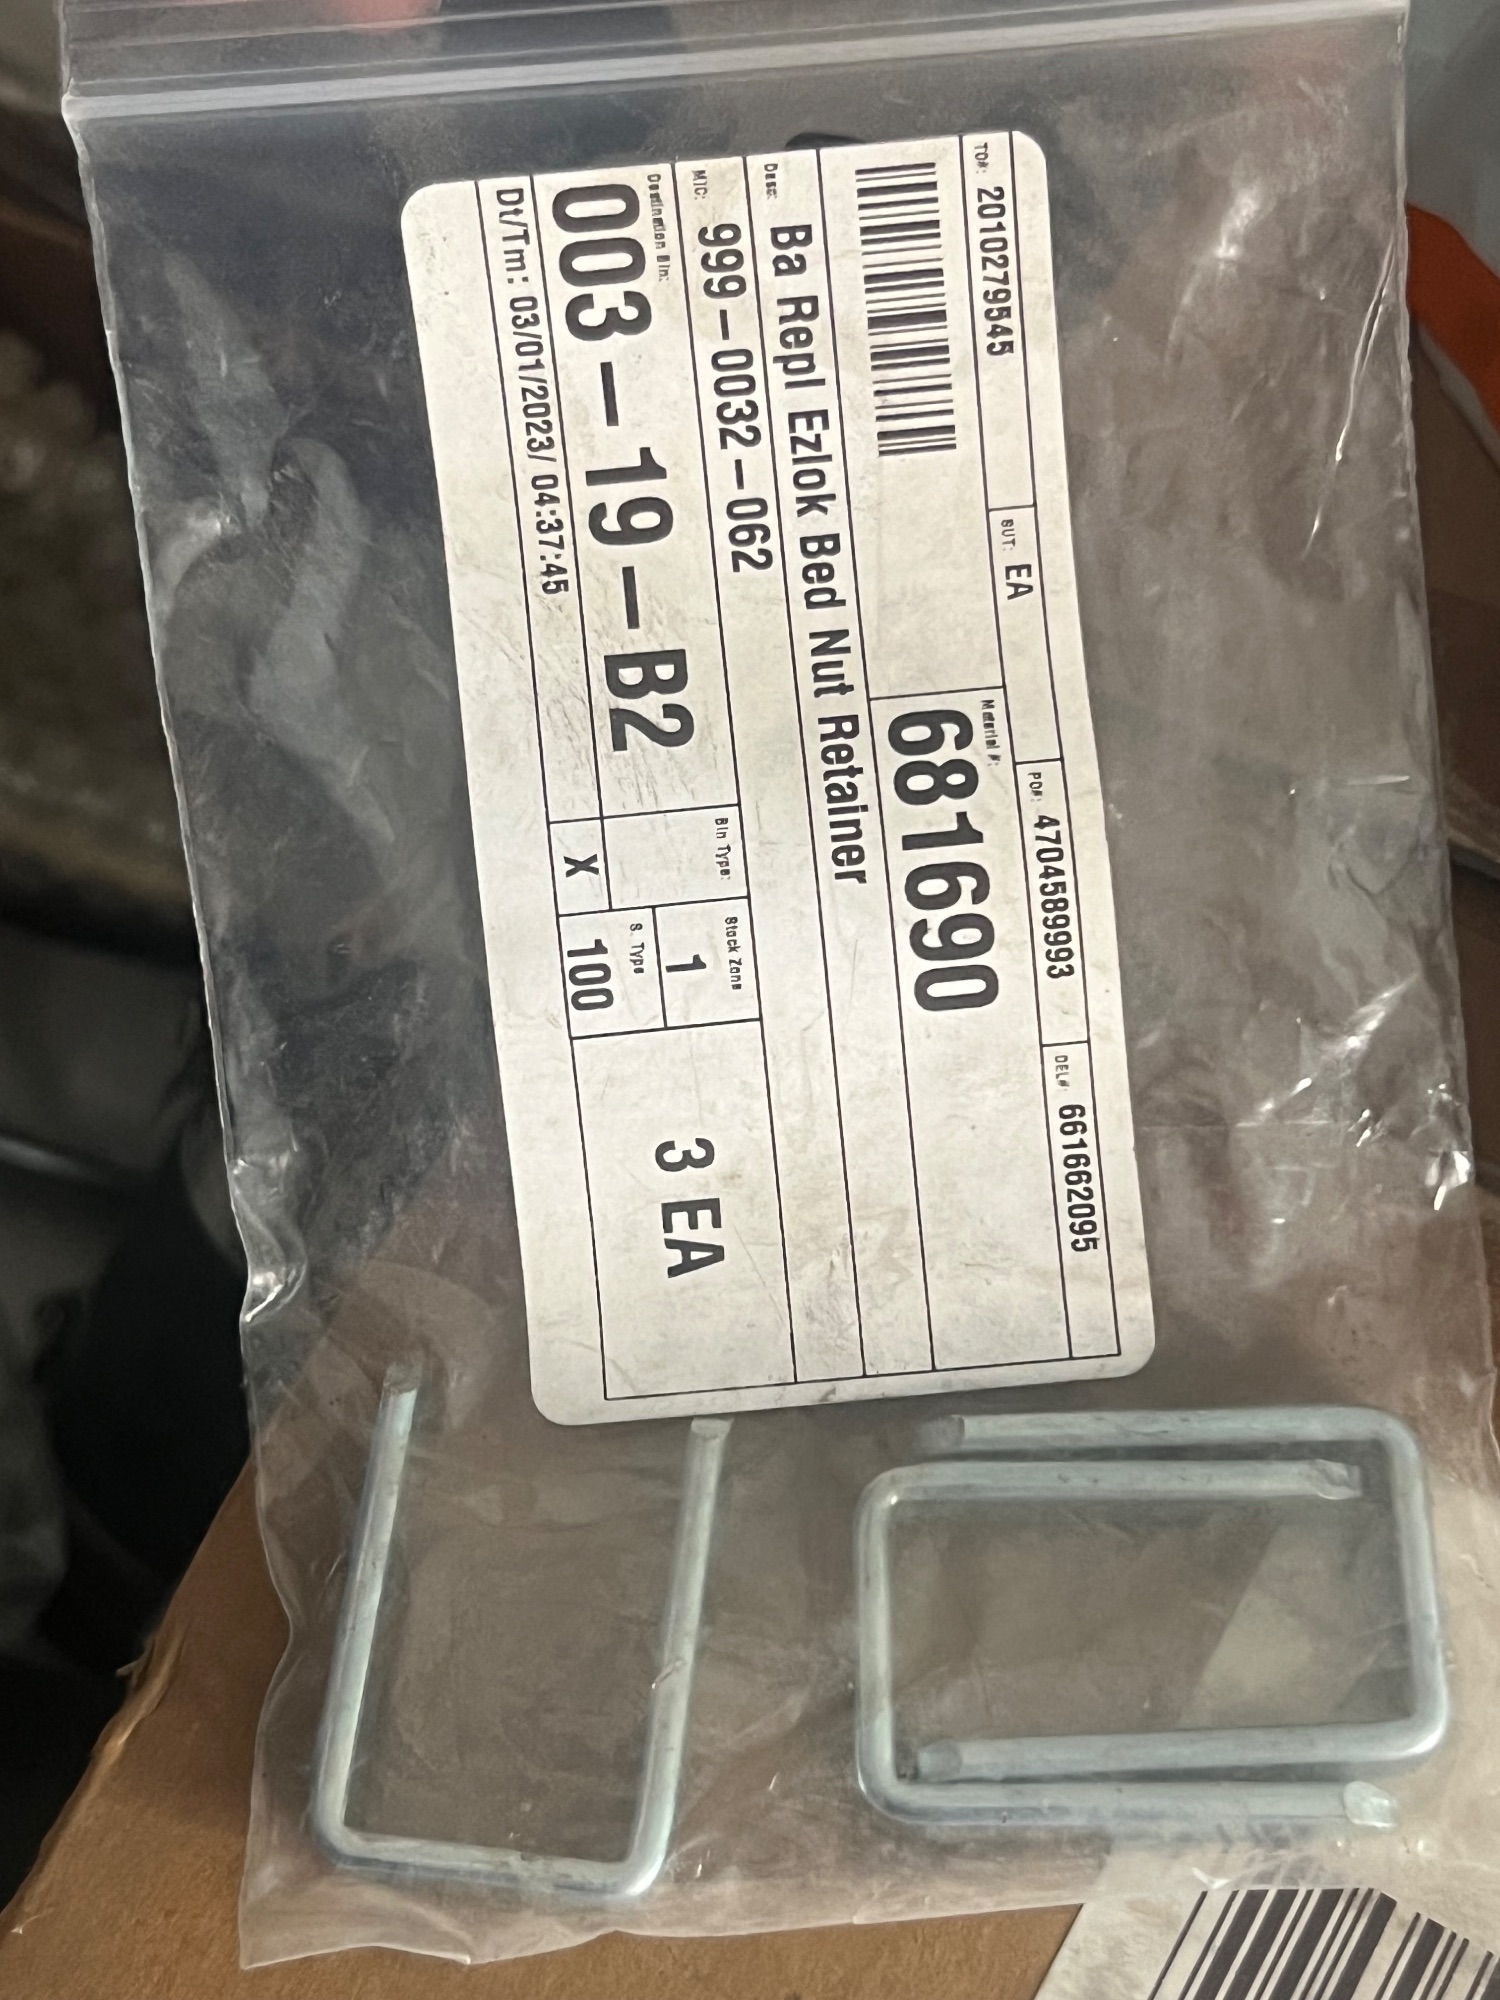 TO#: 2010279545
SUT: EA
PO#: 4704589993
DEL#: 661662095
Material #:
681690
Desc: Ba Repl Ezlok Bed Nut Retainer
MIC: 999-0032-062
Destination Bin:
003-19-B2
Bin Type:
Stock Zone
1
S. Type
X
100
3 EA
Dt/Tm: 03/01/2023/ 04:37:45